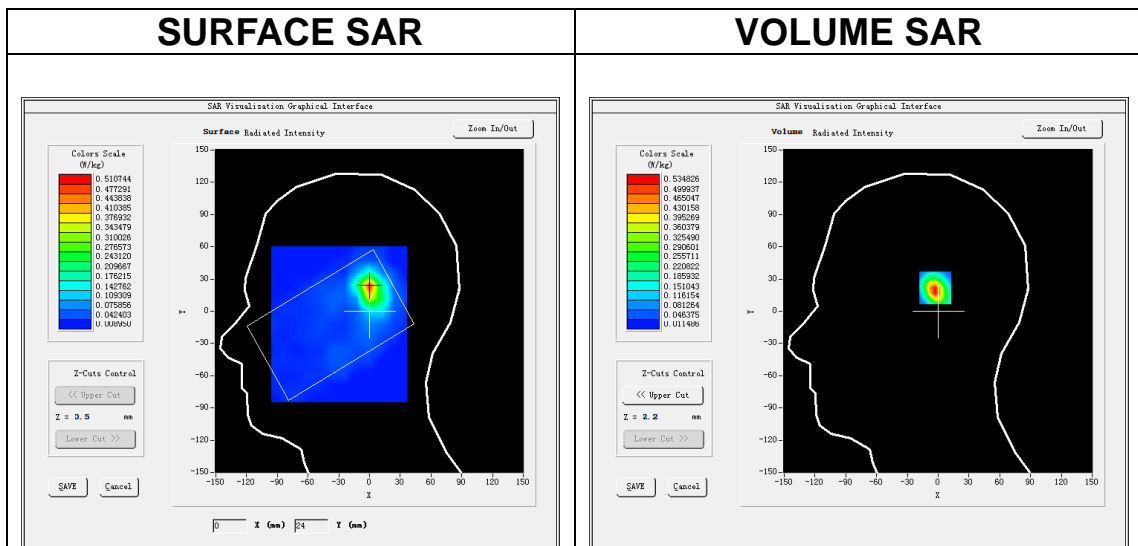 SURFACE SAR
VOLUME SAR
SAR Visualisation Graphical Interface
Surface Radiated Intensity
Zoom In/Out
Colors Scale
(W/kg)
0.510744
0.477291
0.443838
0.410385
0.376932
0.343479
0.310026
0.276573
0.243120
0.209667
0.176215
0.142762
0.109309
0.075856
0.042403
0.008950
150
120
90
60
30
0
-30
-60
-90
-120
-150
Y
-150 -120 -90 -60 -30 0 30 60 90 120 150
X
Z-Cuts Control
<< Upper Cut
Z = 0.5 mm
Lower Cut >>
SAVE Cancel
0 X (mm) 24 Y (mm)
SAR Visualisation Graphical Interface
Volume Radiated Intensity
Zoom In/Out
Colors Scale
(W/kg)
0.534826
0.499937
0.465047
0.430158
0.395269
0.360379
0.325490
0.290601
0.255711
0.220822
0.185932
0.151043
0.116154
0.081264
0.046375
0.011486
150
120
90
60
30
0
-30
-60
-90
-120
-150
Y
-150 -120 -90 -60 -30 0 30 60 90 120 150
X
Z-Cuts Control
<< Upper Cut
Z = 2.2 mm
Lower Cut >>
SAVE Cancel